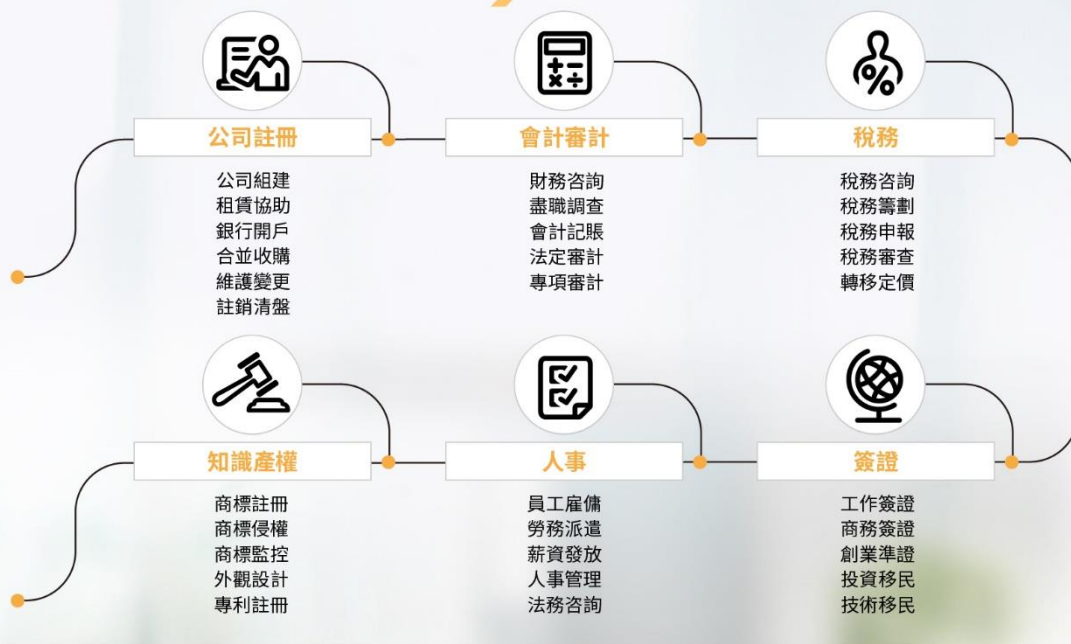 公司註冊
公司組建
租賃協助
銀行開戶
合並收購
維護變更
註銷清盤
會計審計
財務咨詢
盡職調查
會計記賬
法定審計
專項審計
稅務
稅務咨詢
稅務籌劃
稅務申報
稅務審查
轉移定價
知識產權
商標註冊
商標侵權
商標監控
外觀設計
專利註冊
人事
員工雇傭
勞務派遣
薪資發放
人事管理
法務咨詢
簽證
工作簽證
商務簽證
創業準證
投資移民
技術移民